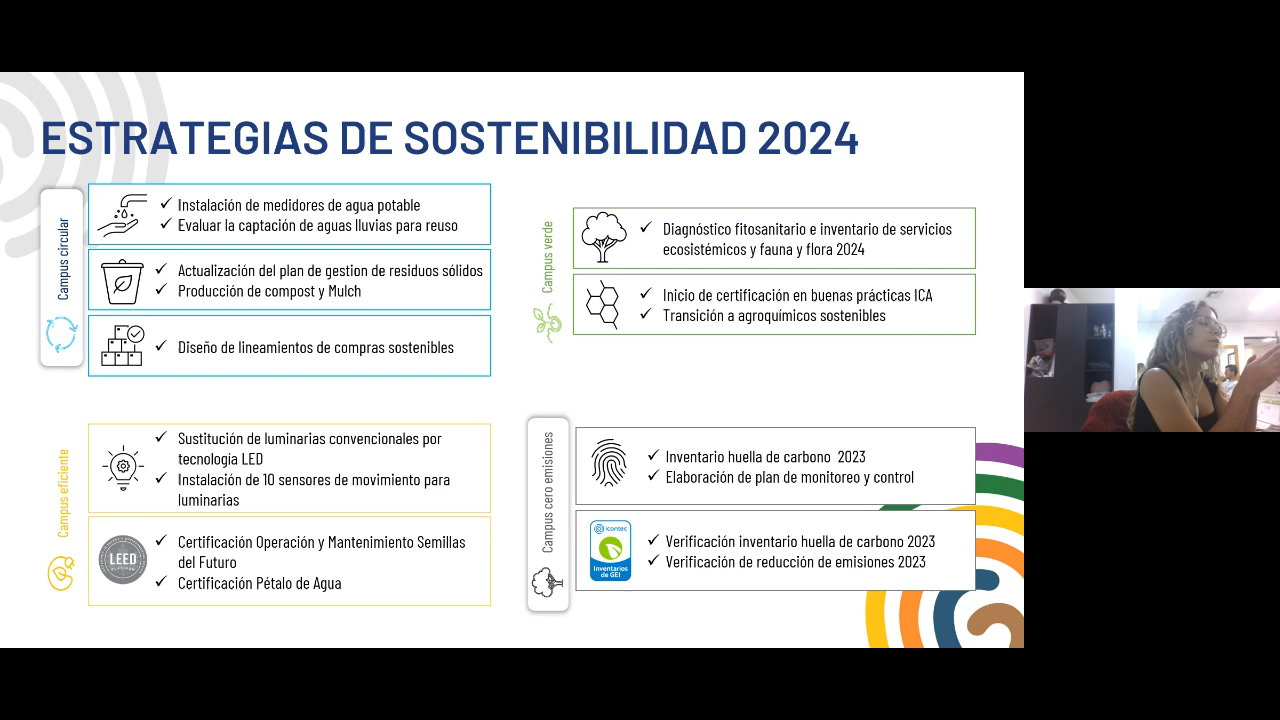 ESTRATEGIAS DE SOSTENIBILIDAD 2024
Campus circular
✓ Instalación de medidores de agua potable
✓ Evaluar la captación de aguas lluvias para reuso
✓ Actualización del plan de gestion de residuos sólidos
✓ Producción de compost y Mulch
✓ Diseño de lineamientos de compras sostenibles
Campus verde
✓ Diagnóstico fitosanitario e inventario de servicios
ecosistémicos y fauna y flora 2024
✓ Inicio de certificación en buenas prácticas ICA
✓ Transición a agroquímicos sostenibles
Campus eficiente
✓ Sustitución de luminarias convencionales por
tecnología LED
✓ Instalación de 10 sensores de movimiento para
luminarias
LEED
✓ Certificación Operación y Mantenimiento Semillas
del Futuro
✓ Certificación Pétalo de Agua
Campus cero emisiones
✓ Inventario huella de carbono 2023
✓ Elaboración de plan de monitoreo y control
icontec
Inventarios
de GEI
✓ Verificación inventario huella de carbono 2023
✓ Verificación de reducción de emisiones 2023